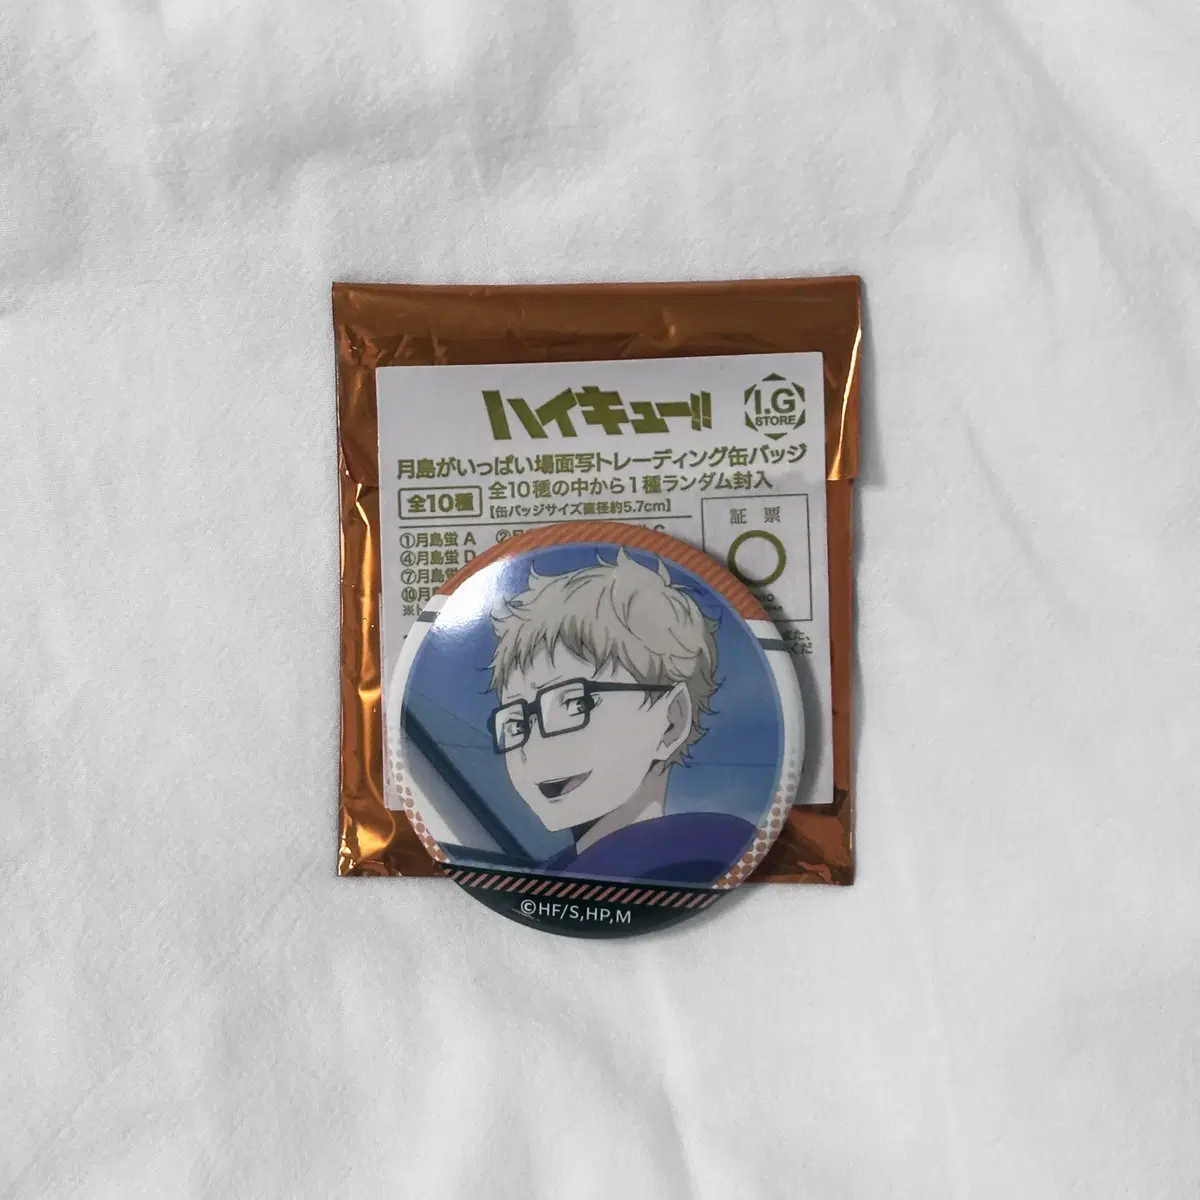 ハイキュー!!
I.G
STORE
月島がいっぱい場面写トレーディング缶バッジ
全10種
全10種の中から1種ランダム封入
【缶バッジサイズ直径約5.7cm】
証票
①月島蛍 A
④月島蛍 D
⑦月島蛍
⑩月島
©HF/S,HP,M